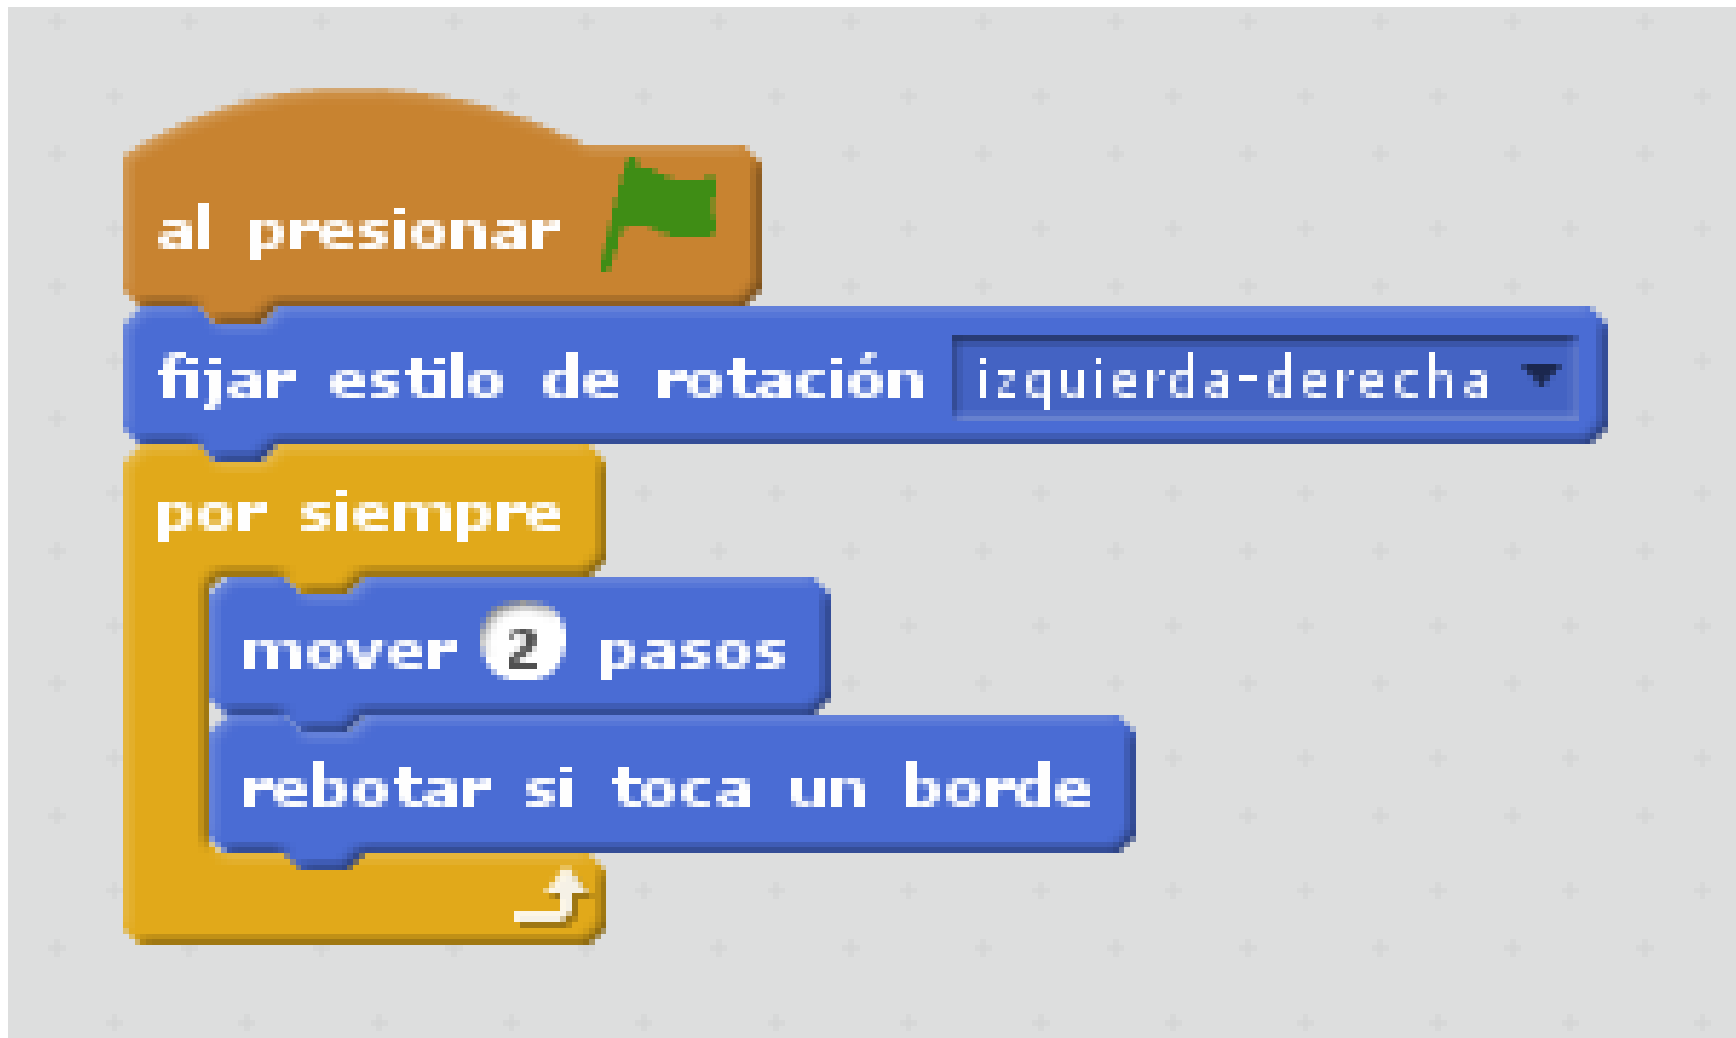 al presionar
fijar estilo de rotación izquierda-derecha
por siempre
mover 2 pasos
rebotar si toca un borde